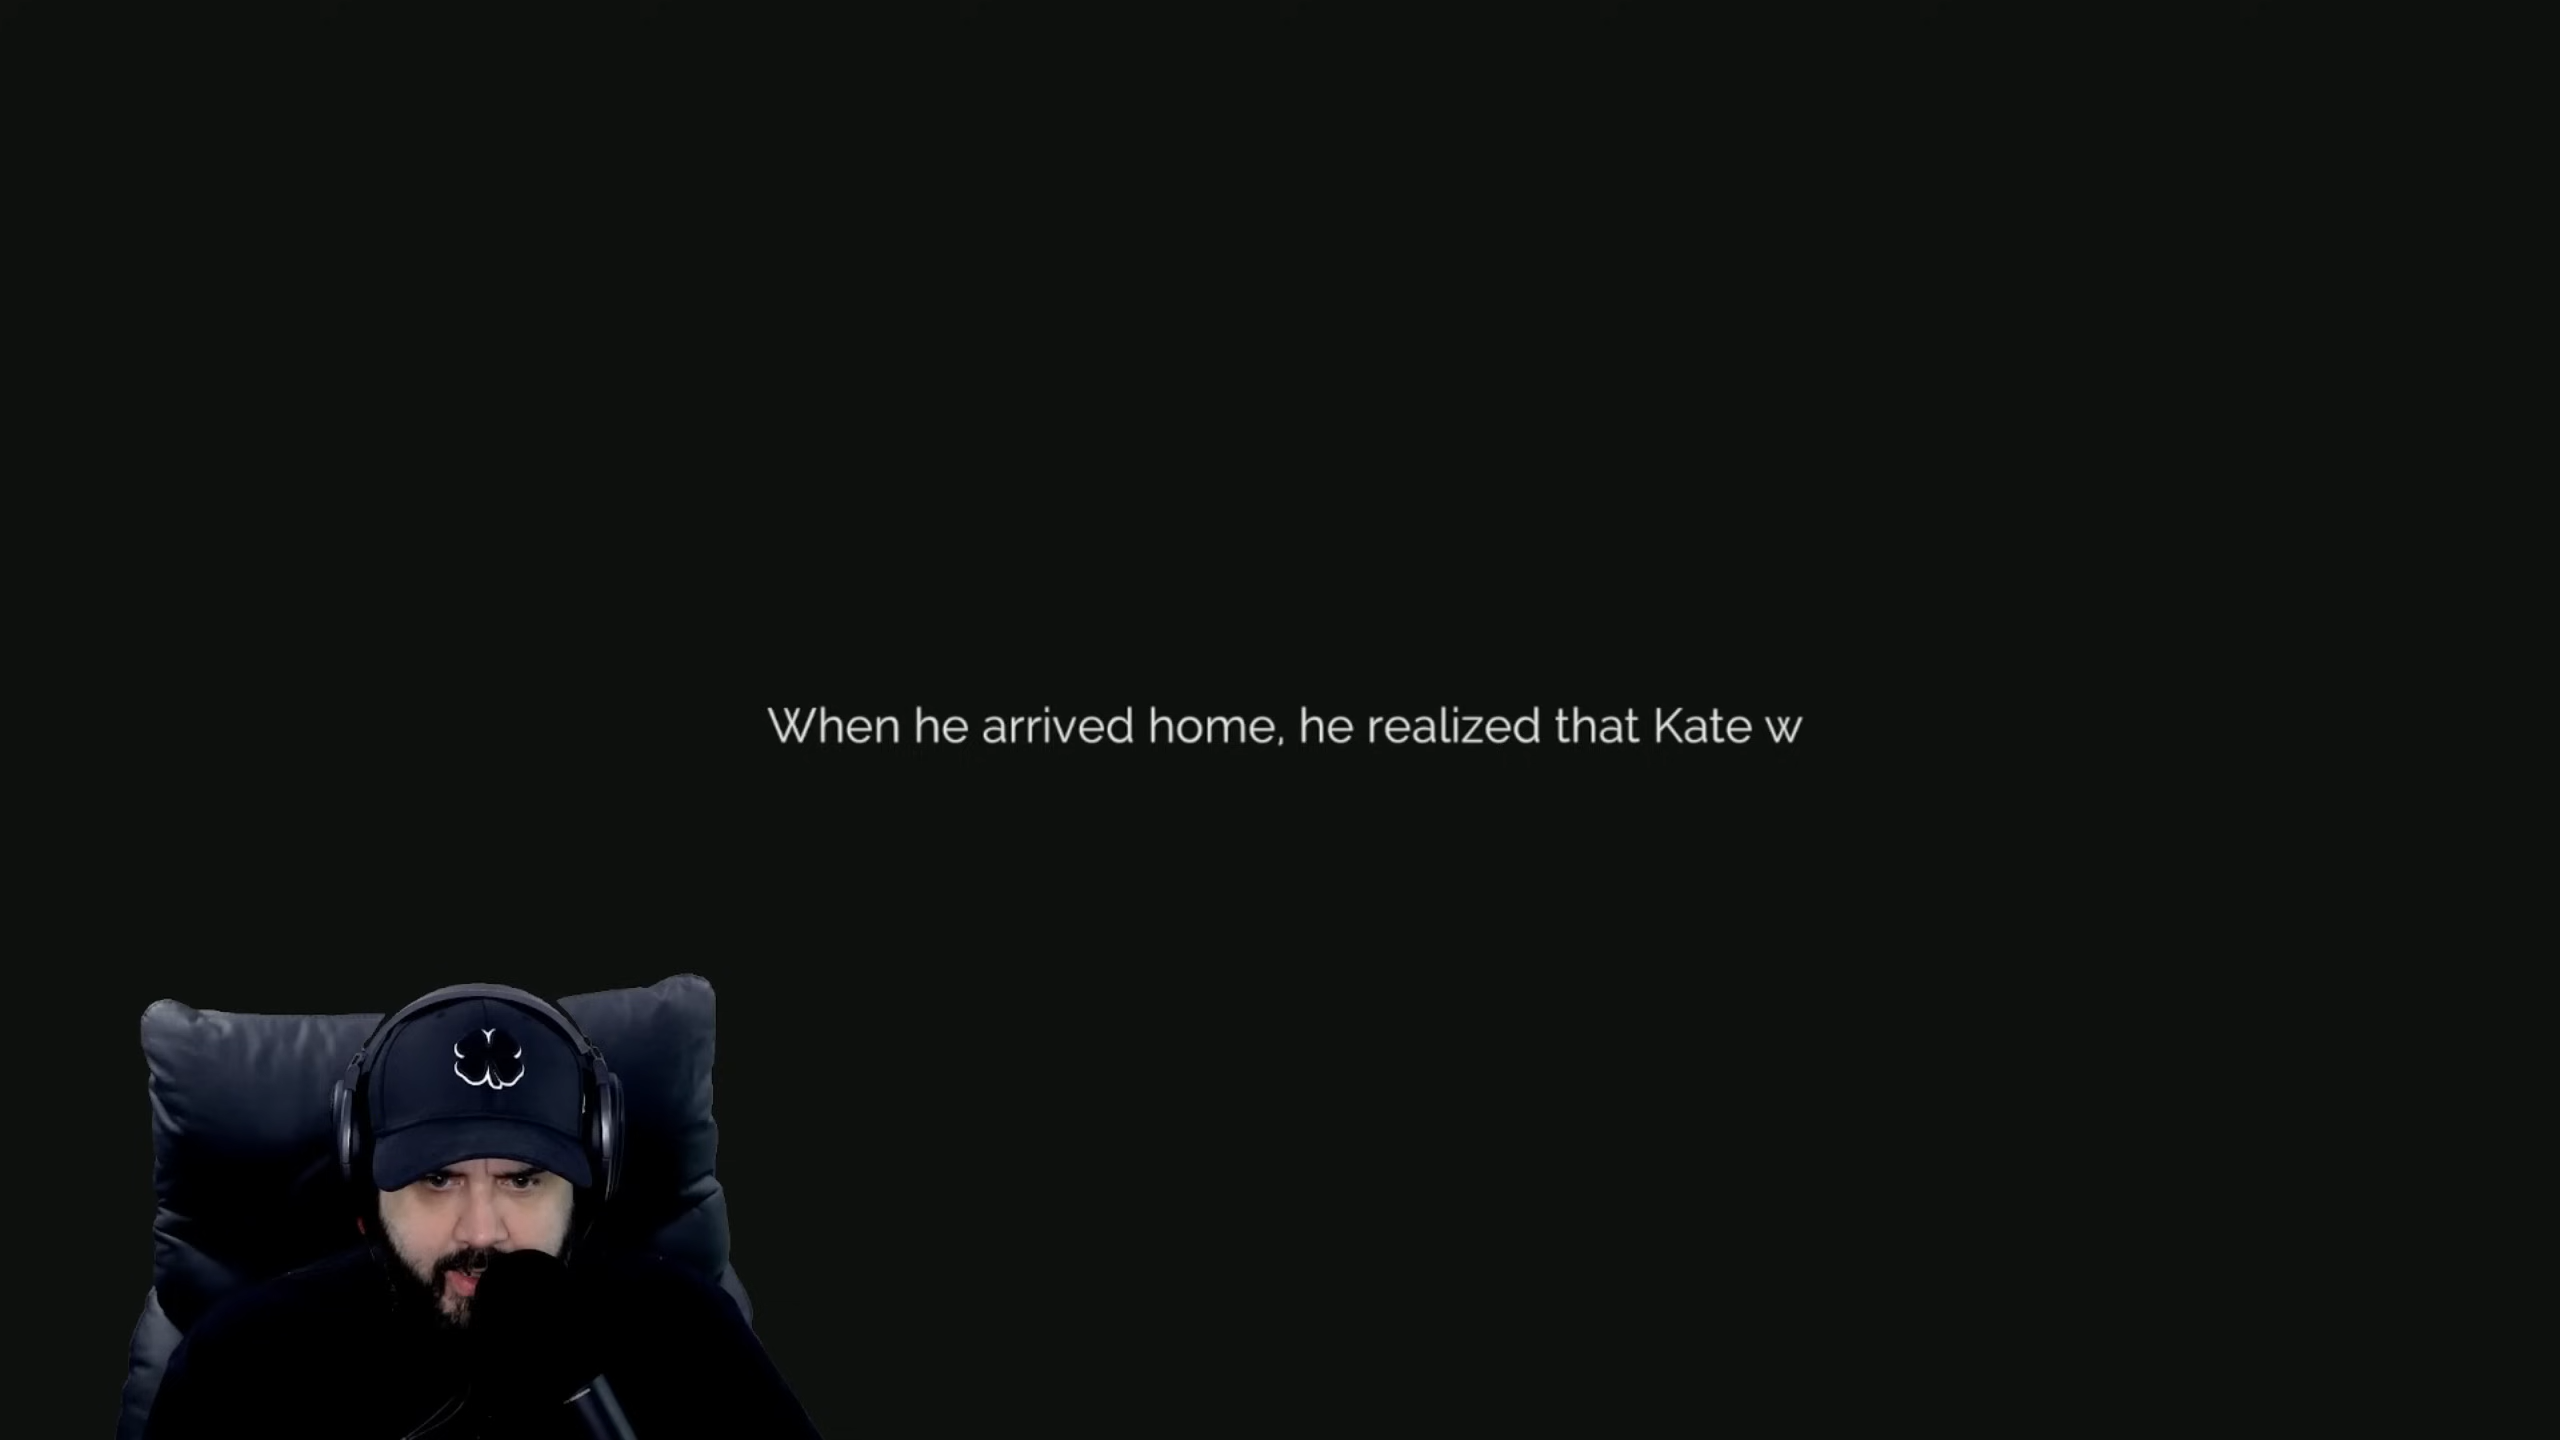 When he arrived home, he realized that Kate w